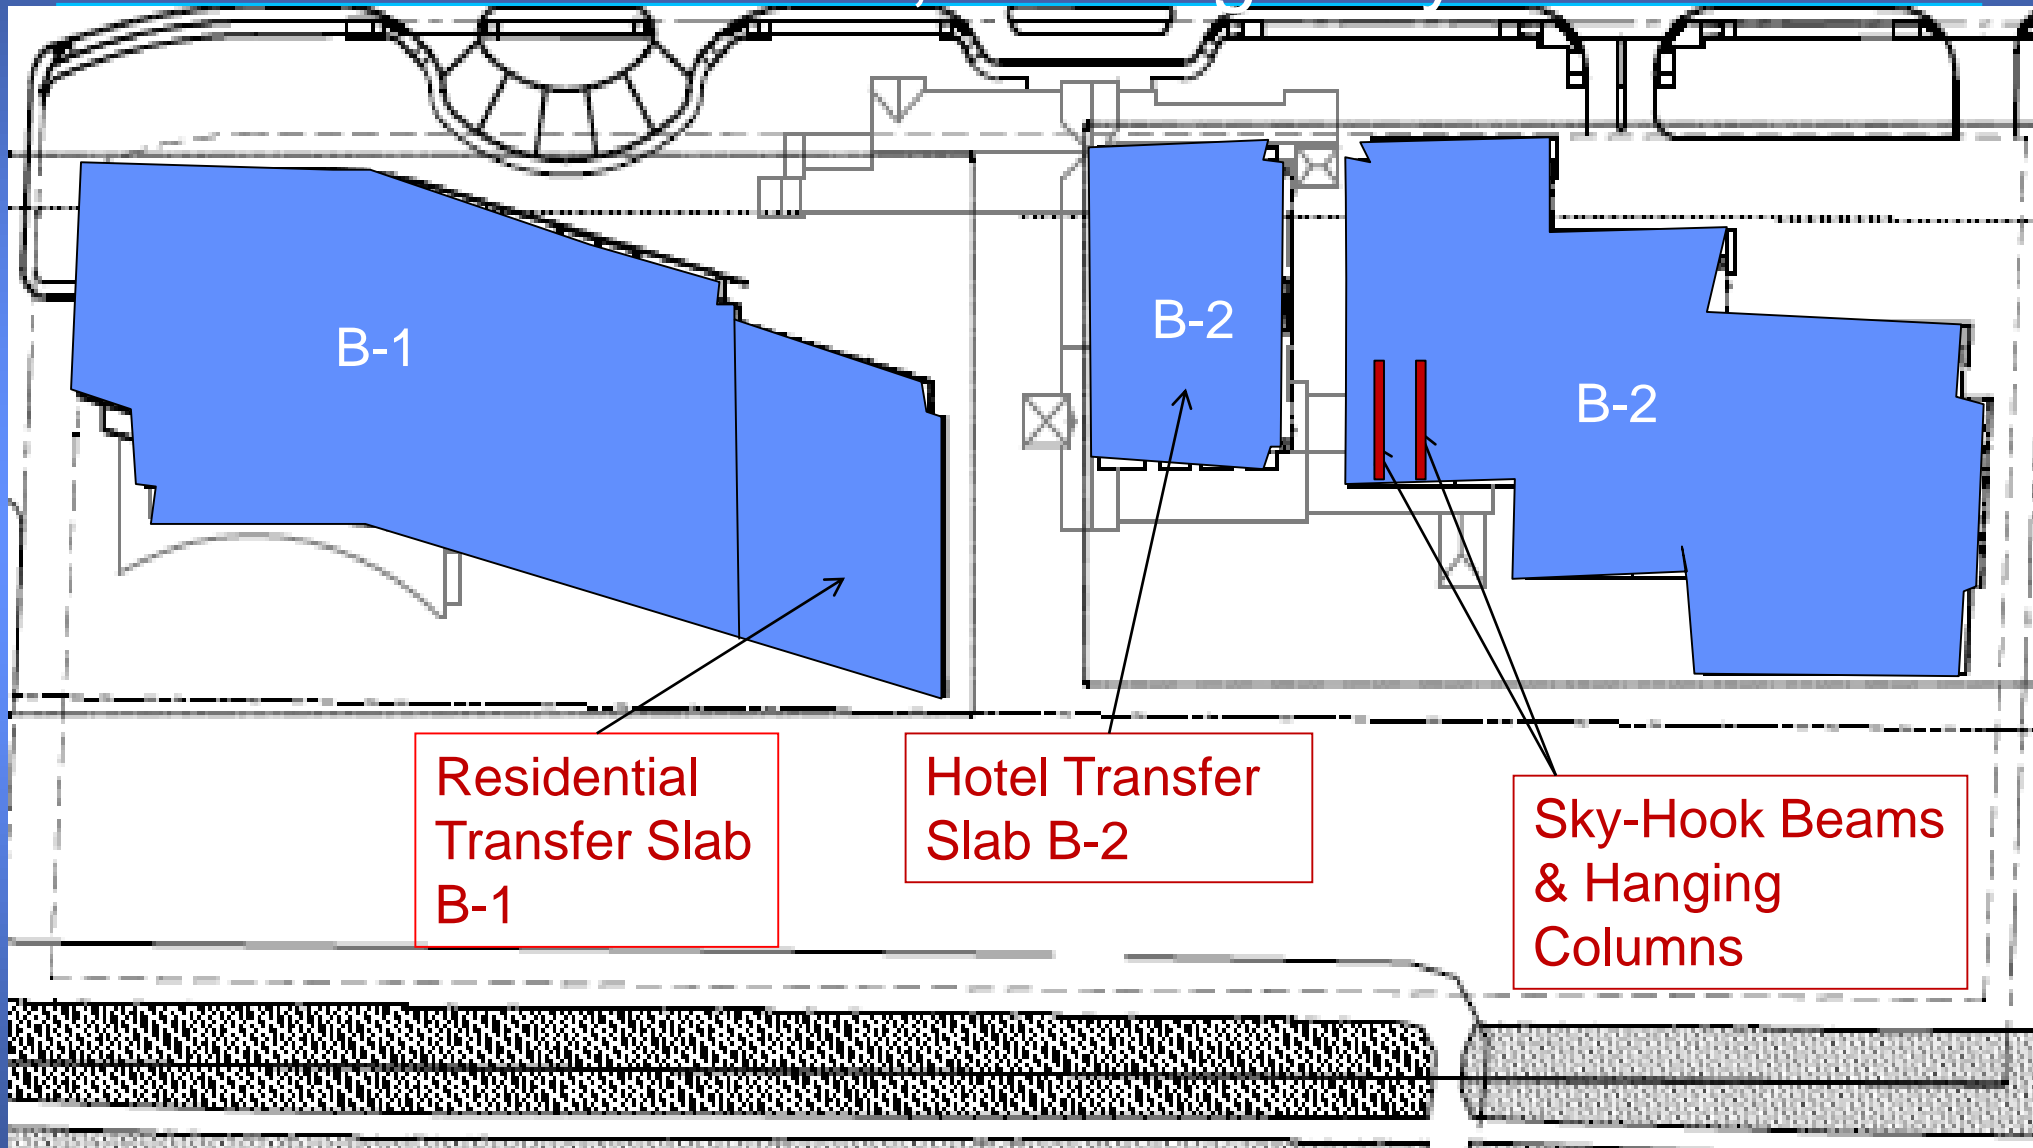 B-1
B-2
B-2
Residential
Transfer Slab
B-1
Hotel Transfer
Slab B-2
Sky-Hook Beams
& Hanging
Columns